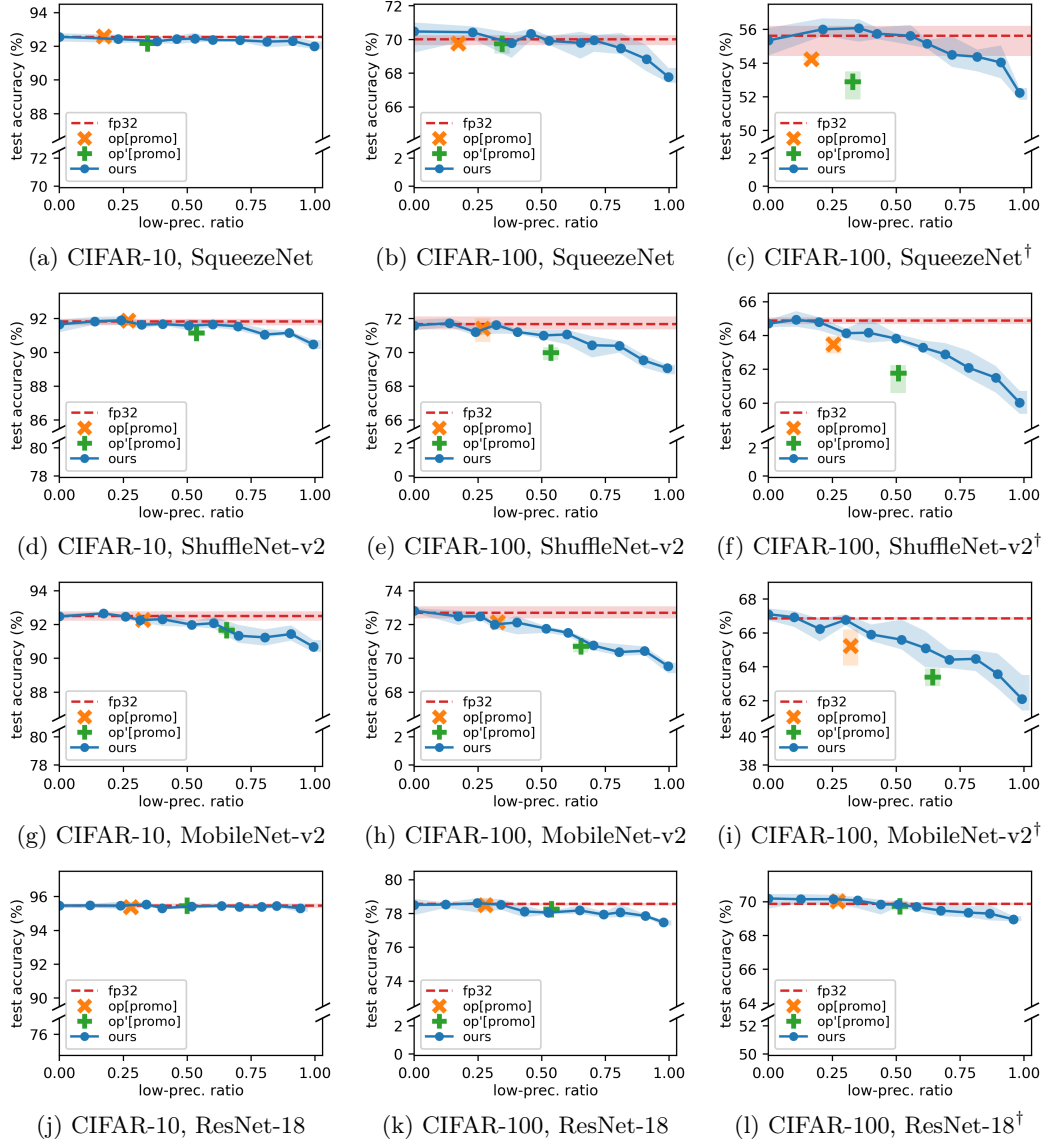 test accuracy (%)
94
92
90
88
72
70
fp32
op[promo]
op'[promo]
ours
0.00 0.25 0.50 0.75 1.00
low-prec. ratio
(a) CIFAR-10, SqueezeNet
test accuracy (%)
72
70
68
66
2
0
fp32
op[promo]
op'[promo]
ours
0.00 0.25 0.50 0.75 1.00
low-prec. ratio
(b) CIFAR-100, SqueezeNet
test accuracy (%)
56
54
52
50
2
0
fp32
op[promo]
op'[promo]
ours
0.00 0.25 0.50 0.75 1.00
low-prec. ratio
(c) CIFAR-100, SqueezeNet†
test accuracy (%)
92
90
88
86
80
78
fp32
op[promo]
op'[promo]
ours
0.00 0.25 0.50 0.75 1.00
low-prec. ratio
(d) CIFAR-10, ShuffleNet-v2
test accuracy (%)
72
70
68
66
2
0
fp32
op[promo]
op'[promo]
ours
0.00 0.25 0.50 0.75 1.00
low-prec. ratio
(e) CIFAR-100, ShuffleNet-v2
test accuracy (%)
66
64
62
60
2
0
fp32
op[promo]
op'[promo]
ours
0.00 0.25 0.50 0.75 1.00
low-prec. ratio
(f) CIFAR-100, ShuffleNet-v2†
test accuracy (%)
94
92
90
88
80
78
fp32
op[promo]
op'[promo]
ours
0.00 0.25 0.50 0.75 1.00
low-prec. ratio
(g) CIFAR-10, MobileNet-v2
test accuracy (%)
74
72
70
68
2
0
fp32
op[promo]
op'[promo]
ours
0.00 0.25 0.50 0.75 1.00
low-prec. ratio
(h) CIFAR-100, MobileNet-v2
test accuracy (%)
68
66
64
62
40
38
fp32
op[promo]
op'[promo]
ours
0.00 0.25 0.50 0.75 1.00
low-prec. ratio
(i) CIFAR-100, MobileNet-v2†
test accuracy (%)
96
94
92
90
76
fp32
op[promo]
op'[promo]
ours
0.00 0.25 0.50 0.75 1.00
low-prec. ratio
(j) CIFAR-10, ResNet-18
test accuracy (%)
80
78
76
74
2
0
fp32
op[promo]
op'[promo]
ours
0.00 0.25 0.50 0.75 1.00
low-prec. ratio
(k) CIFAR-100, ResNet-18
test accuracy (%)
70
68
66
64
52
50
fp32
op[promo]
op'[promo]
ours
0.00 0.25 0.50 0.75 1.00
low-prec. ratio
(l) CIFAR-100, ResNet-18†